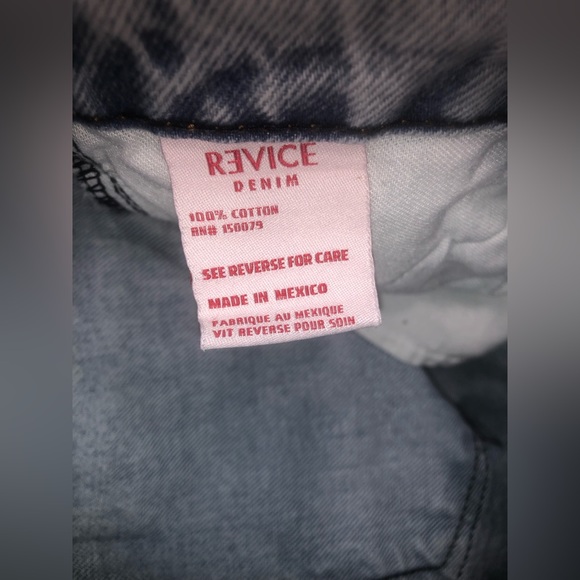 RƎVICE
DENIM
100% COTTON
RN# 150079
SEE REVERSE FOR CARE
MADE IN MEXICO
FABRIQUE AU MEXIQUE
VIT REVERSE POUR SOIN